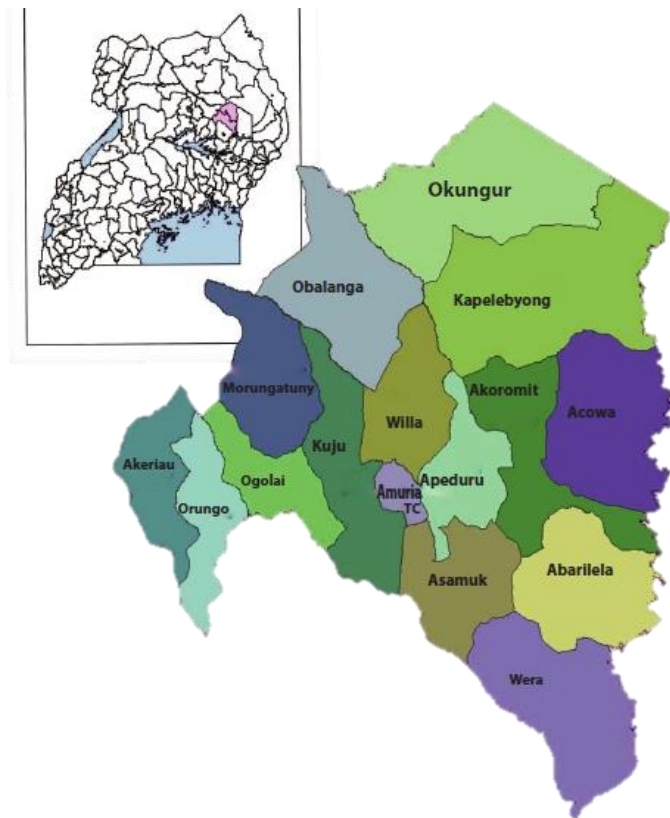 Okungur
Obalanga
Kapelebyong
Morungatuny
Akoromit
Acowa
Willa
Kuju
Akeriau
Ogolai
Apeduru
Orungo
Amuria
TC
Asamuk
Abarilela
Wera